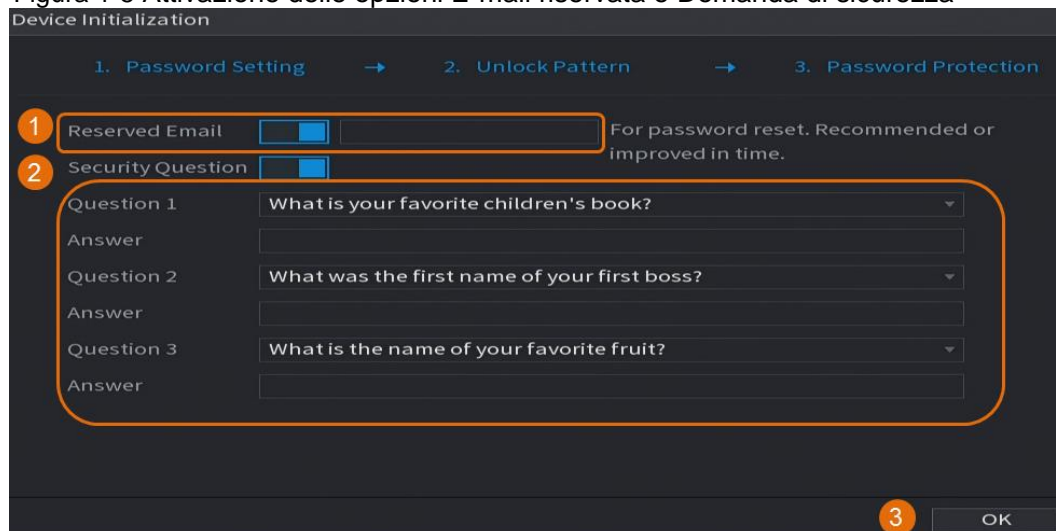 Figura Attivazione delle opzioni E-mail riservata e Domanda di sicurezza
Device Initialization
1. Password Setting → 2. Unlock Pattern → 3. Password Protection
1 Reserved Email For password reset. Recommended or
improved in time.
2 Security Question
Question 1 What is your favorite children's book?
Answer
Question 2 What was the first name of your first boss?
Answer
Question 3 What is the name of your favorite fruit?
Answer
3 OK